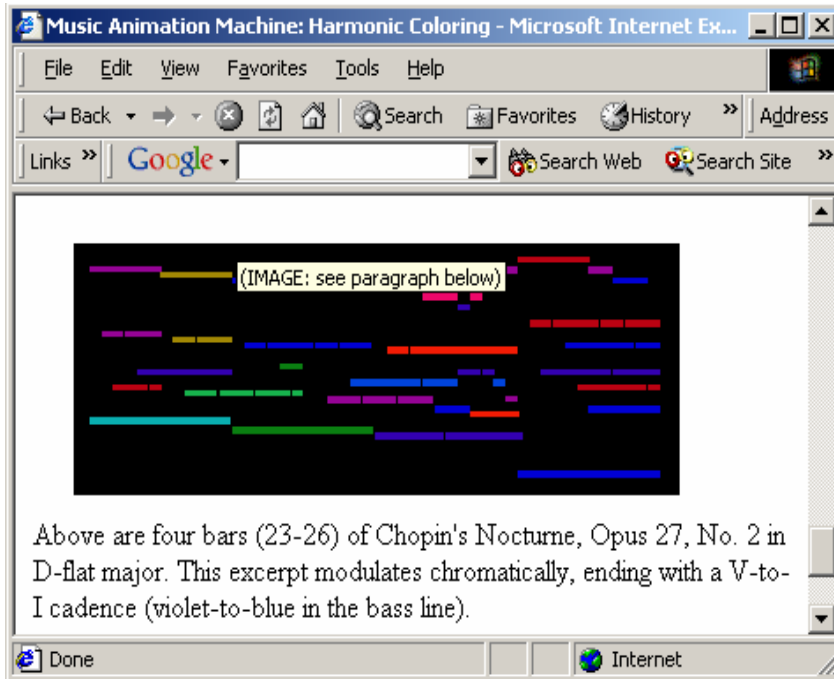 Music Animation Machine: Harmonic Coloring - Microsoft Internet Ex...
File Edit View Favorites Tools Help
Back Search Favorites History » Address
Links » Google Search Web Search Site »
(IMAGE: see paragraph below)
Above are four bars (23-26) of Chopin's Nocturne, Opus 27, No. 2 in
D-flat major. This excerpt modulates chromatically, ending with a V-to-
I cadence (violet-to-blue in the bass line).
Done Internet